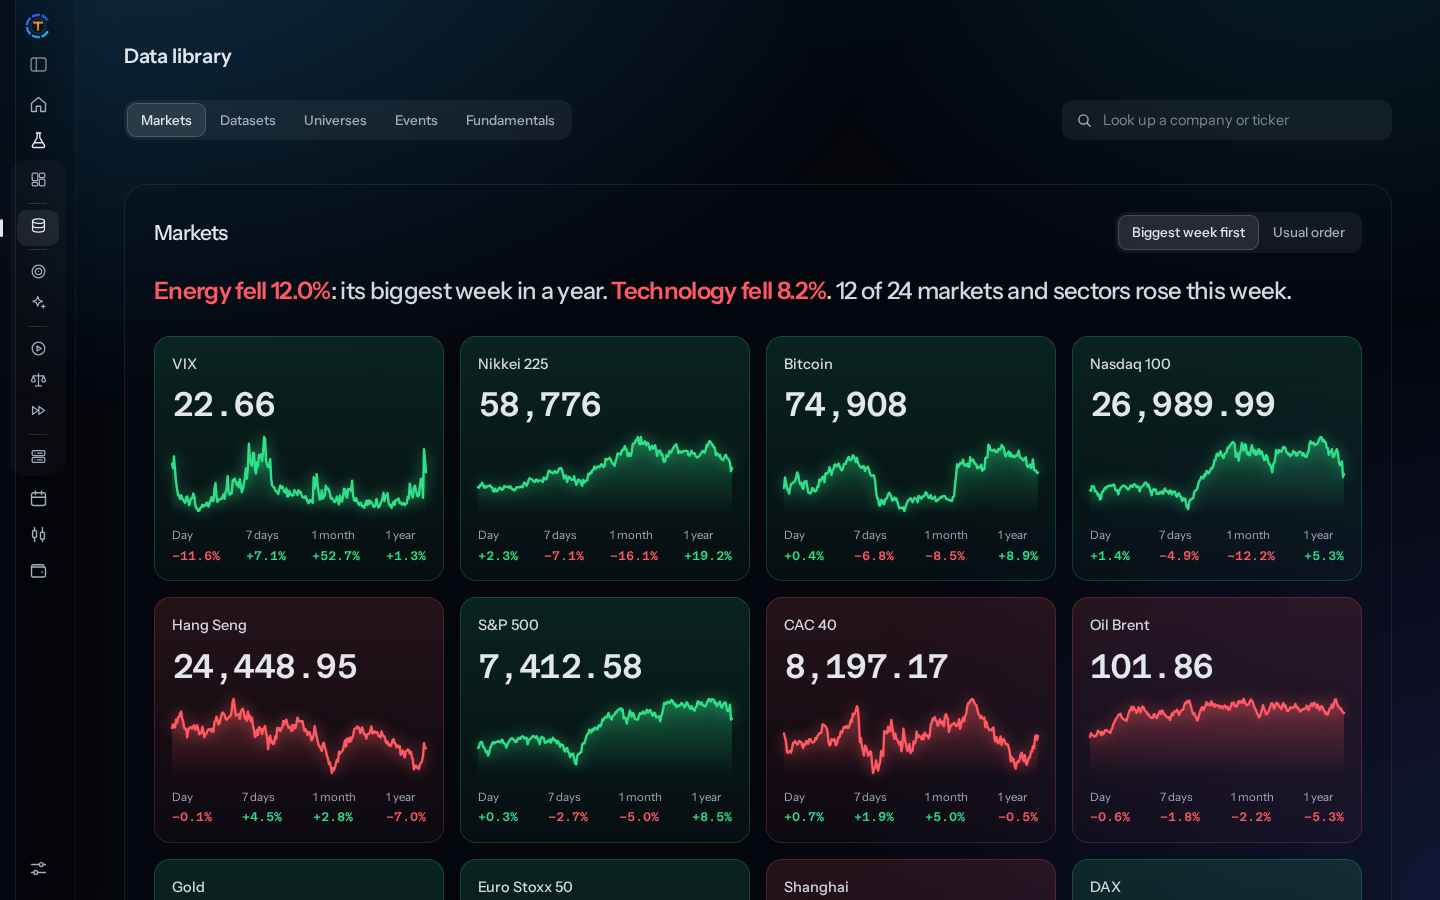 T
Data library
Markets Datasets Universes Events Fundamentals
Look up a company or ticker
Markets
Biggest week first Usual order
Energy fell 12.0%: its biggest week in a year. Technology fell 8.2%. 12 of 24 markets and sectors rose this week.
VIX
22.66
Day 7 days 1 month 1 year
−11.6% +7.1% +52.7% +1.3%
Nikkei 225
58,776
Day 7 days 1 month 1 year
+2.3% −7.1% −16.1% +19.2%
Bitcoin
74,908
Day 7 days 1 month 1 year
+0.4% −6.8% −8.5% +8.9%
Nasdaq 100
26,989.99
Day 7 days 1 month 1 year
+1.4% −4.9% −12.2% +5.3%
Hang Seng
24,448.95
Day 7 days 1 month 1 year
−0.1% +4.5% +2.8% −7.0%
S&P 500
7,412.58
Day 7 days 1 month 1 year
+0.3% −2.7% −5.0% +8.5%
CAC 40
8,197.17
Day 7 days 1 month 1 year
+0.7% +1.9% +5.0% −0.5%
Oil Brent
101.86
Day 7 days 1 month 1 year
−0.6% −1.8% −2.2% −5.3%
Gold
Euro Stoxx 50
Shanghai
DAX